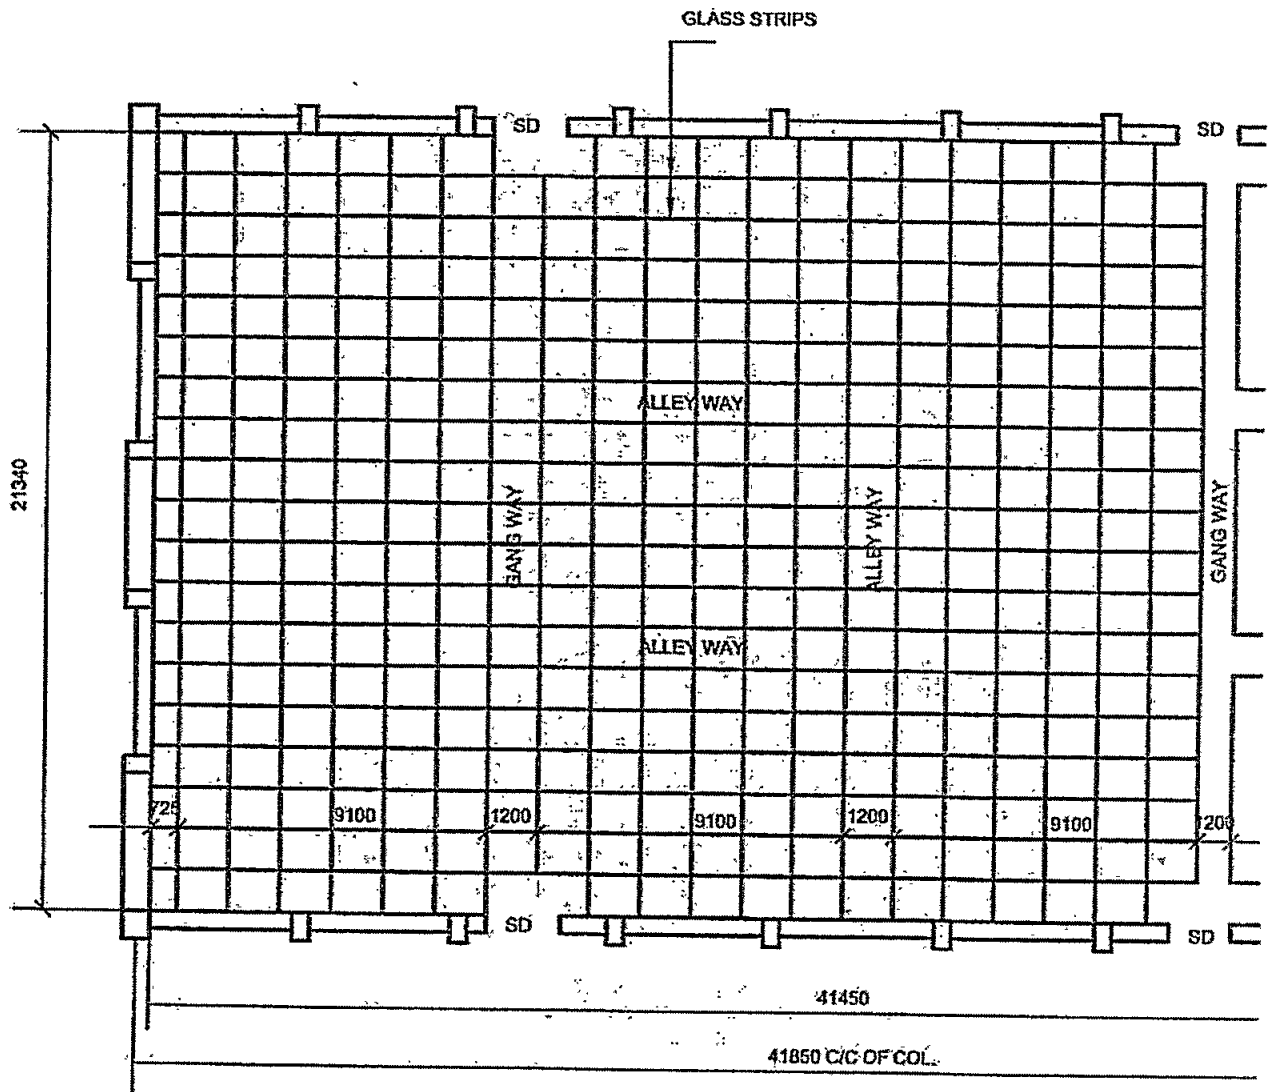 GLASS STRIPS
SD
SD
ALLEY WAY
21340
GANG WAY
ALLEY WAY
GANG WAY
ALLEY WAY
725
9100
1200
9100
1200
9100
1200
SD
SD
41450
41850 C/C OF COL.